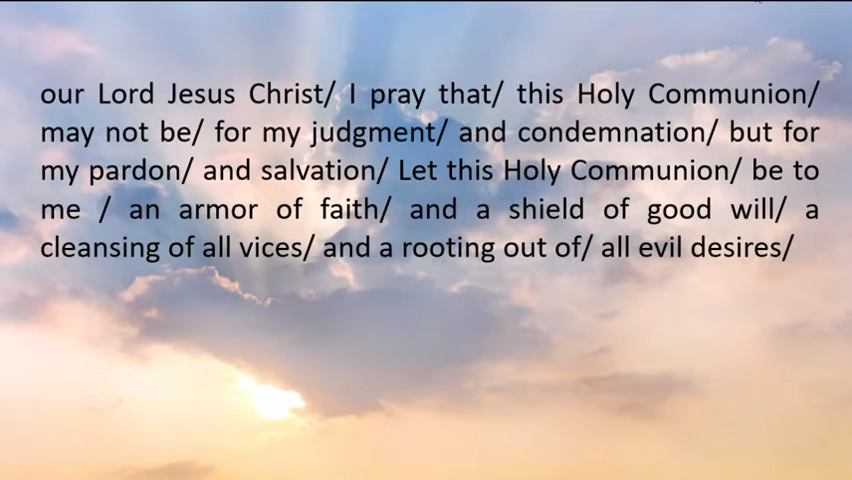 our Lord Jesus Christ/ I pray that/ this Holy Communion/
may not be/ for my judgment/ and condemnation/ but for
my pardon/ and salvation/ Let this Holy Communion/ be to
me / an armor of faith/ and a shield of good will/ a
cleansing of all vices/ and a rooting out of/ all evil desires/